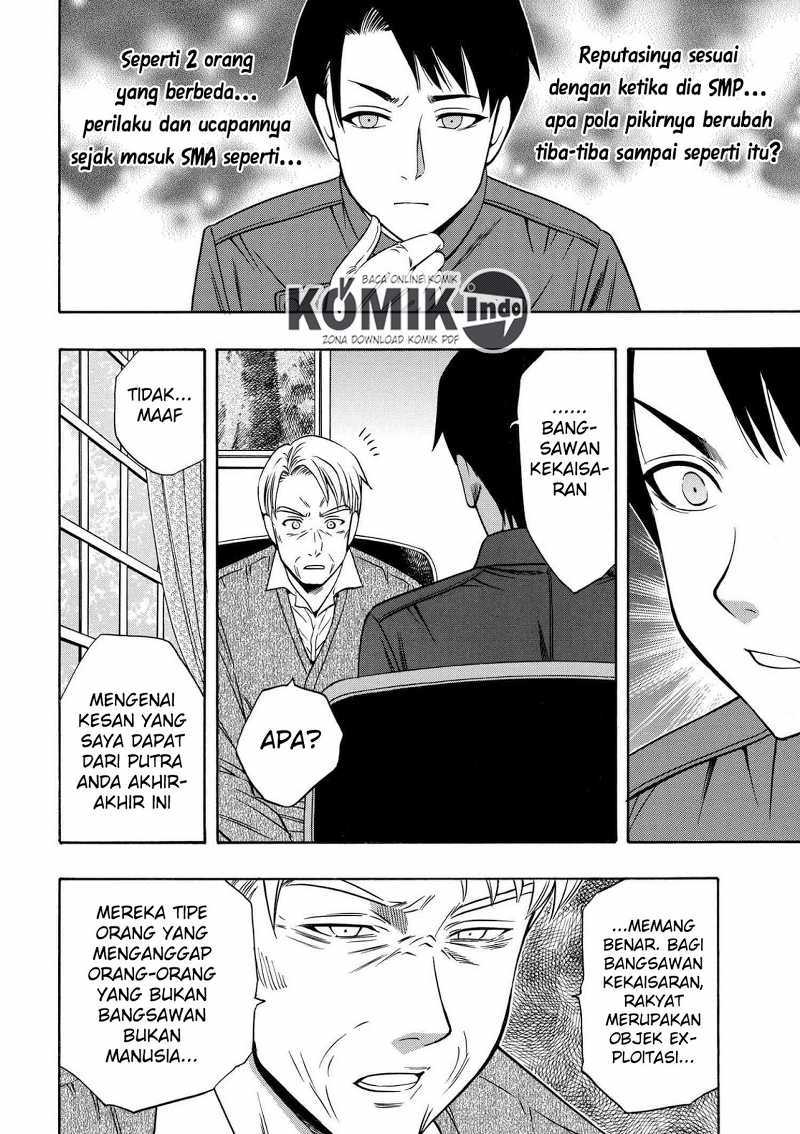 Reputasinya sesuai
dengan ketika dia SMP...
apa pola pikirnya berubah
tiba-tiba sampai seperti itu?
Seperti 2 orang
yang berbeda...
perilaku dan ucapannya
sejak masuk SMA seperti...
BACA ONLINE KOMIK
KOMIK indo
ZONA DOWNLOAD KOMIK PDF
......
BANG-
SAWAN
KEKAISA-
RAN
APA?
TIDAK...
MAAF
MENGENAI
KESAN YANG
SAYA DAPAT
DARI PUTRA
ANDA AKHIR-
AKHIR INI
...MEMANG
BENAR. BAGI
BANGSAWAN
KEKAISARAN,
RAKYAT
MERUPAKAN
OBJEK EX-
PLOITASI...
MEREKA TIPE
ORANG YANG
MENGANGGAP
ORANG-ORANG
YANG BUKAN
BANGSAWAN
BUKAN
MANUSIA...